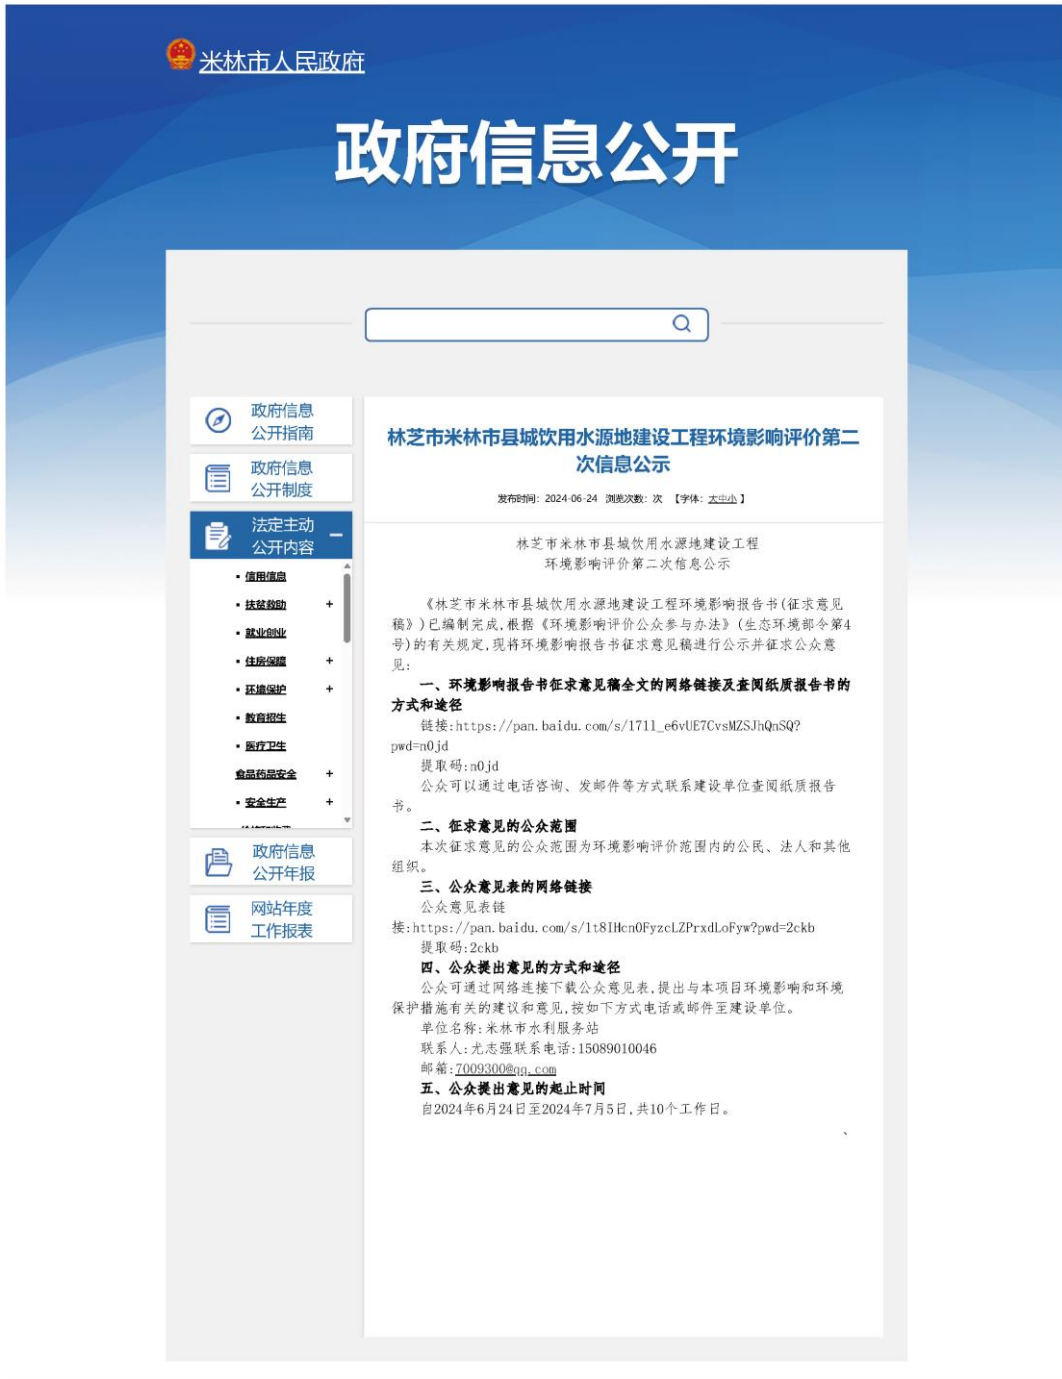 米林市人民政府
政府信息公开
政府信息
公开指南
政府信息
公开制度
法定主动
公开内容
信用信息
扶贫救助 +
就业创业
住房保障 +
环境保护 +
教育招生
医疗卫生
食品药品安全 +
安全生产 +
政府信息
公开年报
网站年度
工作报表
林芝市米林市县城饮用水源地建设工程环境影响评价第二
次信息公示
发布时间: 2024-06-24 浏览次数: 次 【字体: 大中小 】
林芝市米林市县城饮用水源地建设工程
环境影响评价第二次信息公示
《林芝市米林市县城饮用水源地建设工程环境影响报告书(征求意见
稿》)已编制完成,根据《环境影响评价公众参与办法》(生态环境部令第4
号)的有关规定,现将环境影响报告书征求意见稿进行公示并征求公众意
见:
一、环境影响报告书征求意见稿全文的网络链接及查阅纸质报告书的
方式和途径
链接:https://pan.baidu.com/s/171l_e6vUE7CvsMZSJhQnSQ?
pwd=n0jd
提取码:n0jd
公众可以通过电话咨询、发邮件等方式联系建设单位查阅纸质报告
书。
二、征求意见的公众范围
本次征求意见的公众范围为环境影响评价范围内的公民、法人和其他
组织。
三、公众意见表的网络链接
公众意见表链
接:https://pan.baidu.com/s/1t8IHcn0FyzcLZPrxdLoFyw?pwd=2ckb
提取码:2ckb
四、公众提出意见的方式和途径
公众可通过网络连接下载公众意见表,提出与本项目环境影响和环境
保护措施有关的建议和意见,按如下方式电话或邮件至建设单位。
单位名称:米林市水利服务站
联系人:尤志强联系电话:15089010046
邮箱:7009300@qq.com
五、公众提出意见的起止时间
自2024年6月24日至2024年7月5日,共10个工作日。
、